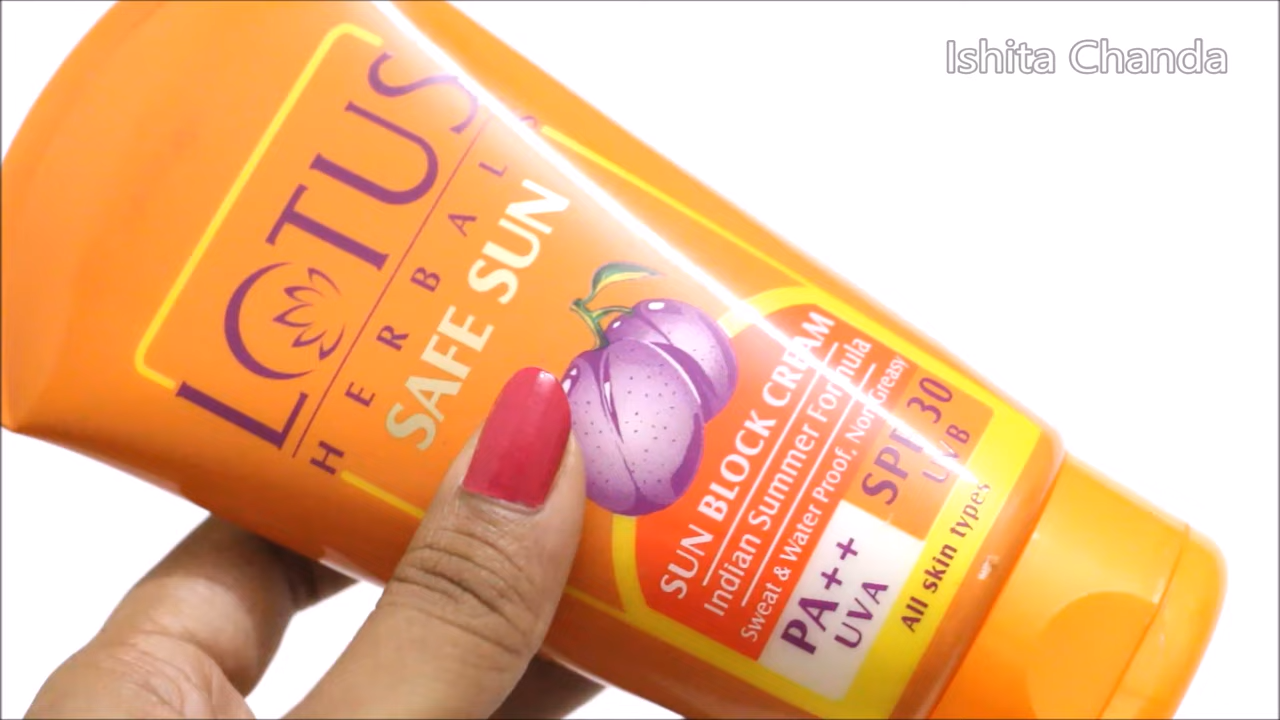 Ishita Chanda
LOTUS
HERBALS
SAFE SUN
SUN BLOCK CREAM
Indian Summer Formula
Sweat & Water Proof, Non Greasy
PA++
UVA
SPF 30
UVB
All skin types